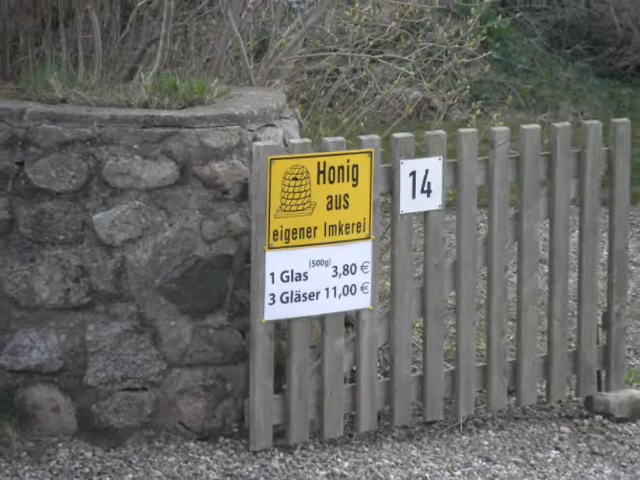 Honig
aus
eigener Imkerei
(500g)
1 Glas 3,80 €
3 Gläser 11,00 €
14